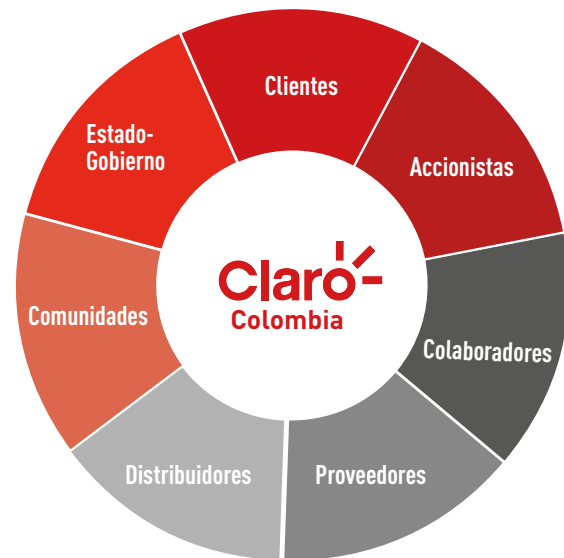 Clientes
Accionistas
Colaboradores
Proveedores
Distribuidores
Comunidades
Estado-
Gobierno
Claro
Colombia